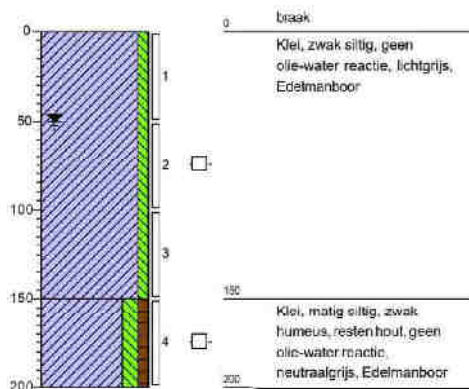 0
50
100
150
200
1
2
3
4
0
braak
Klei, zwak siltig, geen
olie-water reactie, lichtgrijs,
Edelmanboor
150
Klei, matig siltig, zwak
humeus, resten hout, geen
olie-water reactie,
neutraalgrijs, Edelmanboor
200